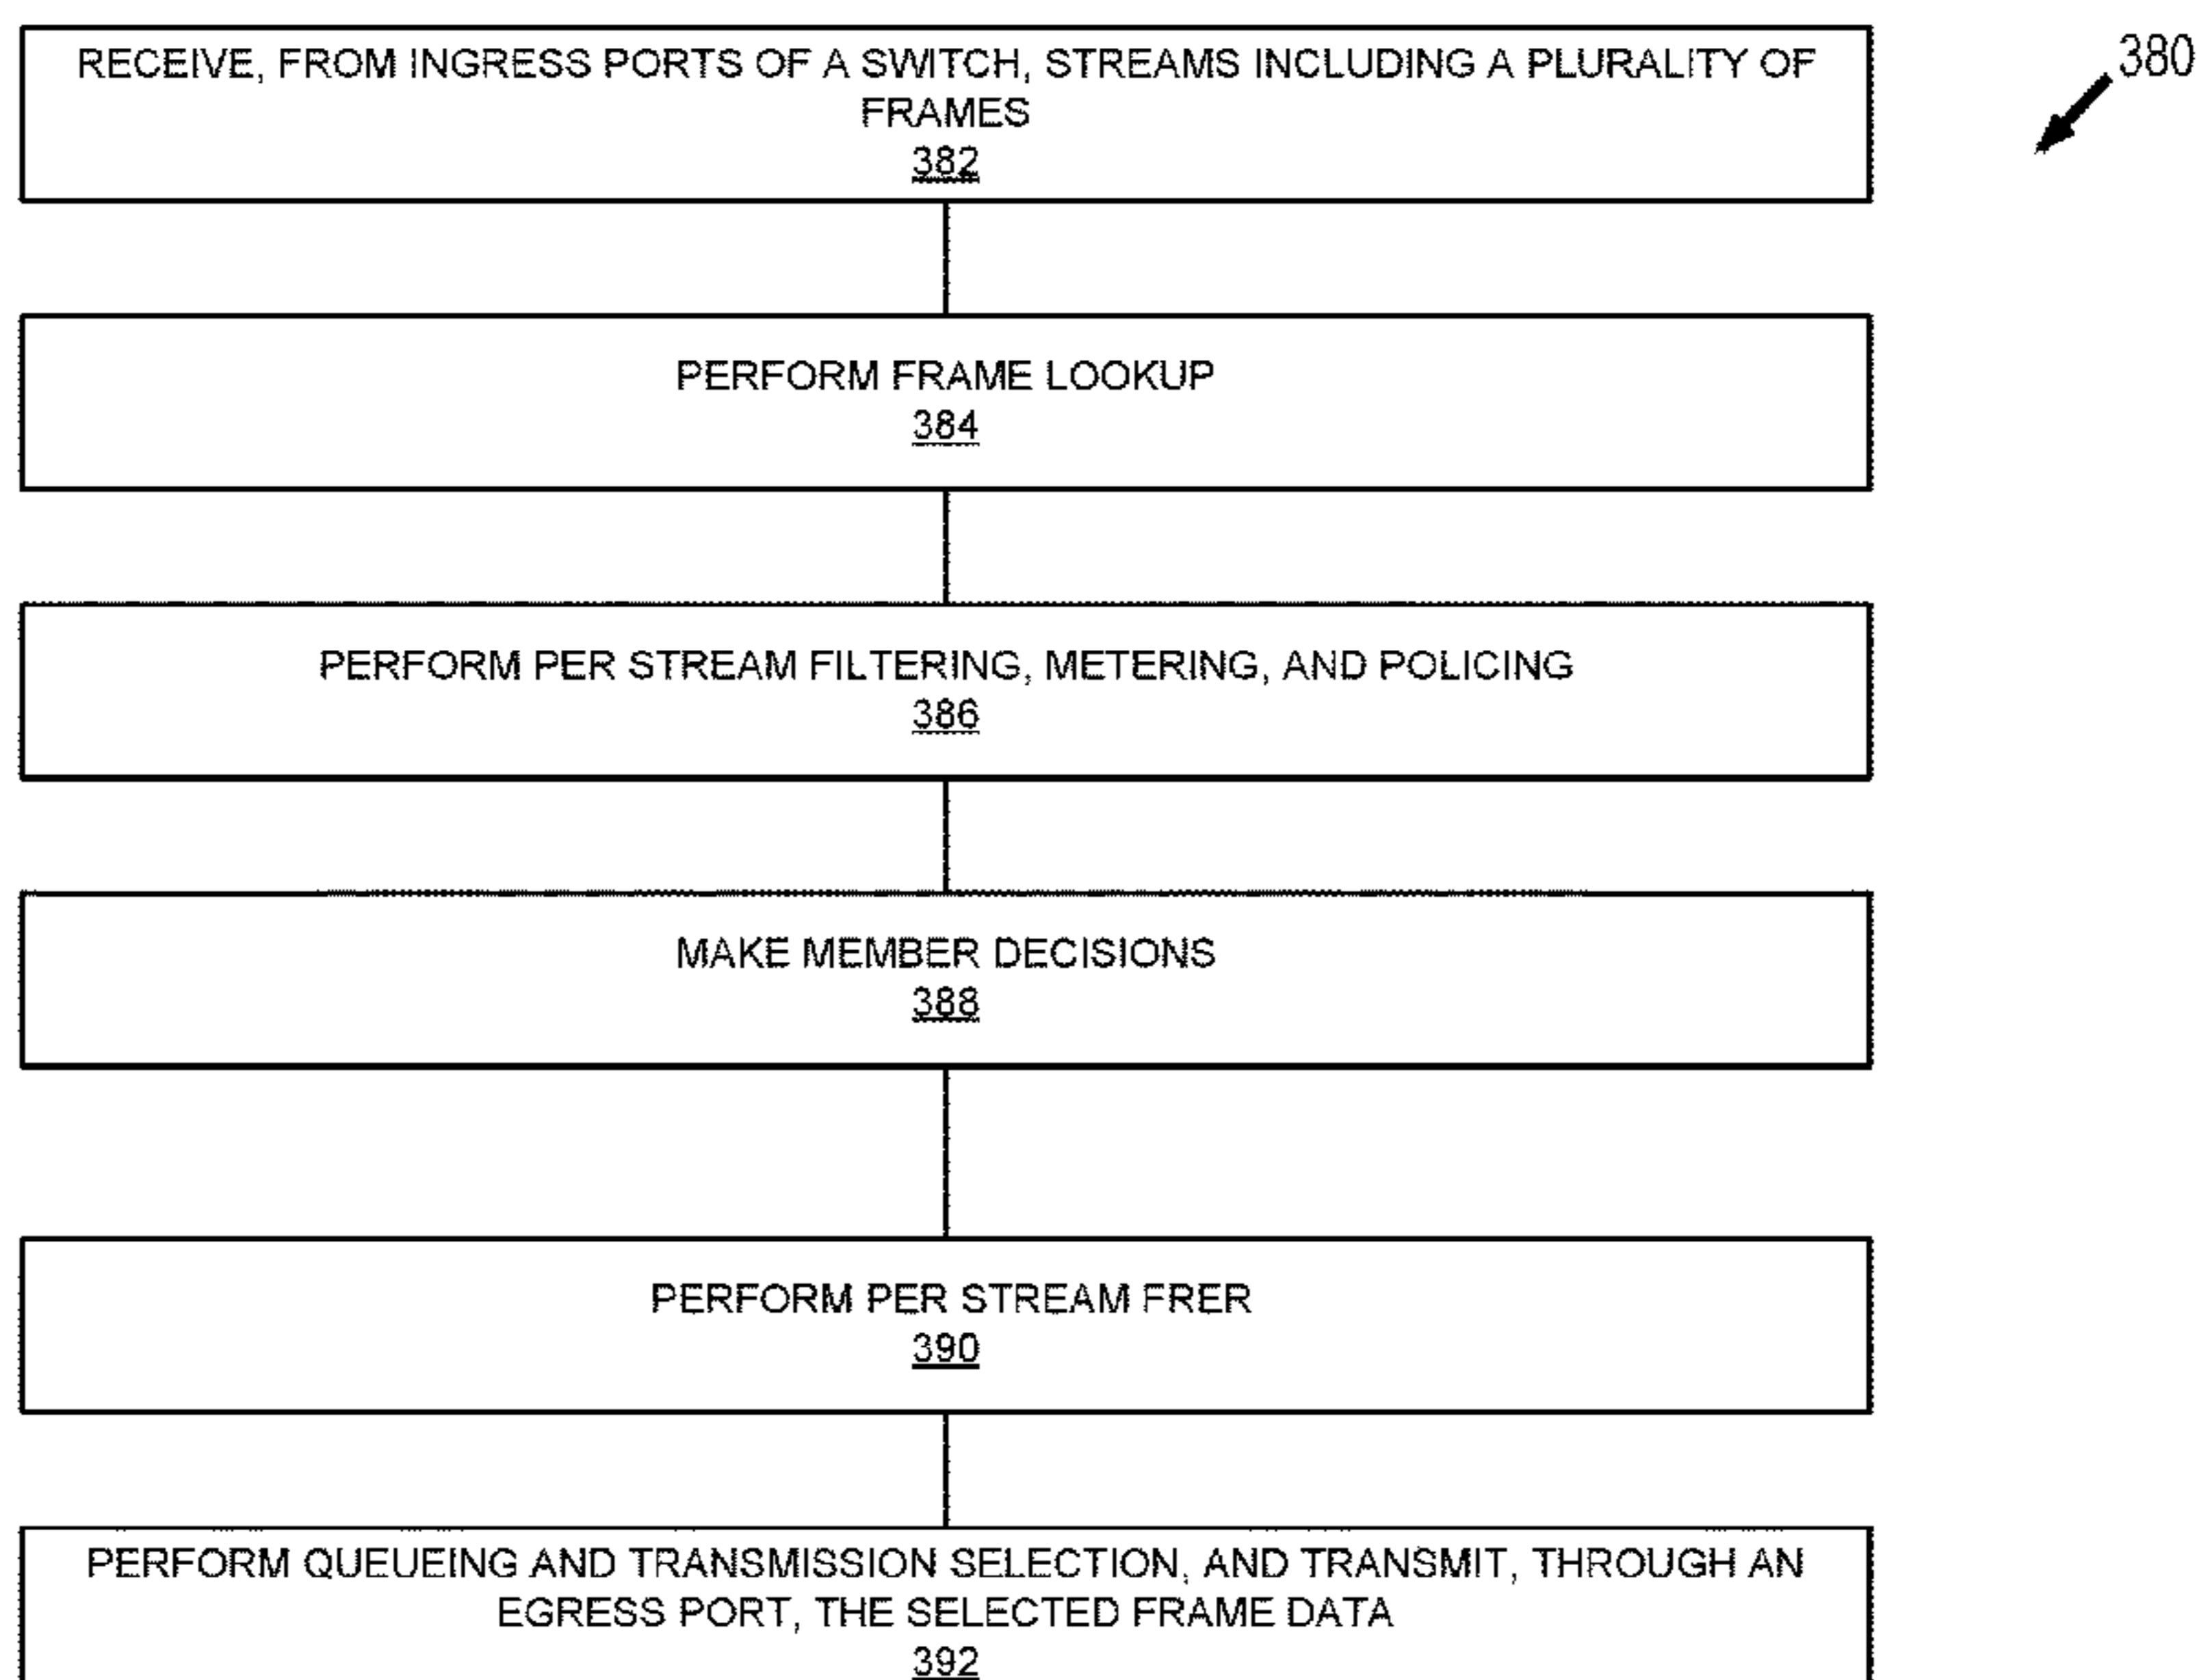 RECEIVE, FROM INGRESS PORTS OF A SWITCH, STREAMS INCLUDING A PLURALITY OF
FRAMES
382
380
PERFORM FRAME LOOKUP
384
PERFORM PER STREAM FILTERING, METERING, AND POLICING
386
MAKE MEMBER DECISIONS
388
PERFORM PER STREAM FRER
390
PERFORM QUEUEING AND TRANSMISSION SELECTION, AND TRANSMIT, THROUGH AN
EGRESS PORT, THE SELECTED FRAME DATA
392